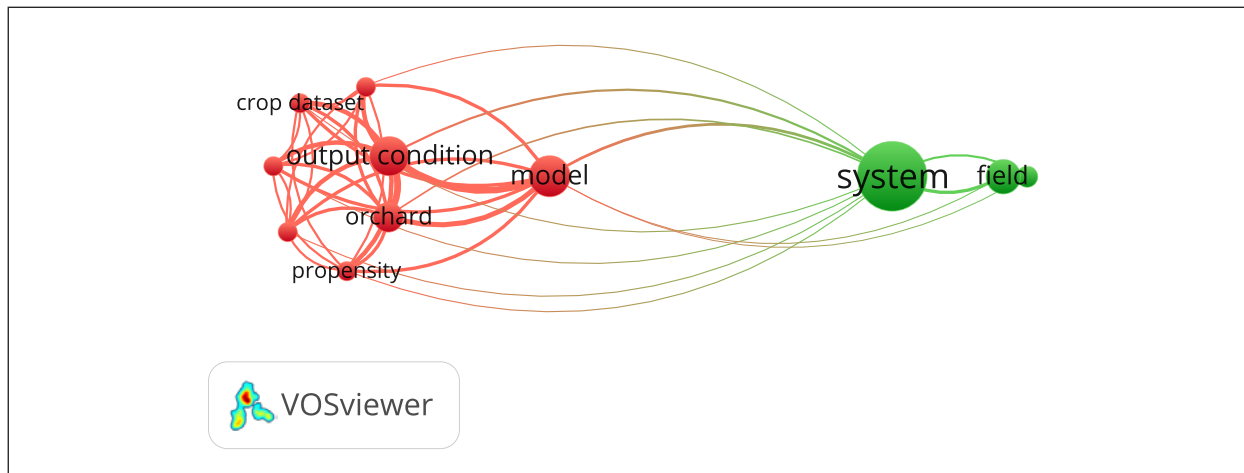 crop dataset
output condition
model
system
field
orchard
propensity
VOSviewer